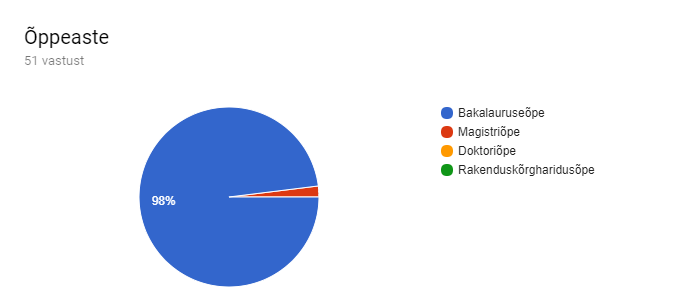 Õppeaste
51 vastust
Bakalauruseõpe
Magistriõpe
Doktoriõpe
Rakenduskõrgharidusõpe
98%